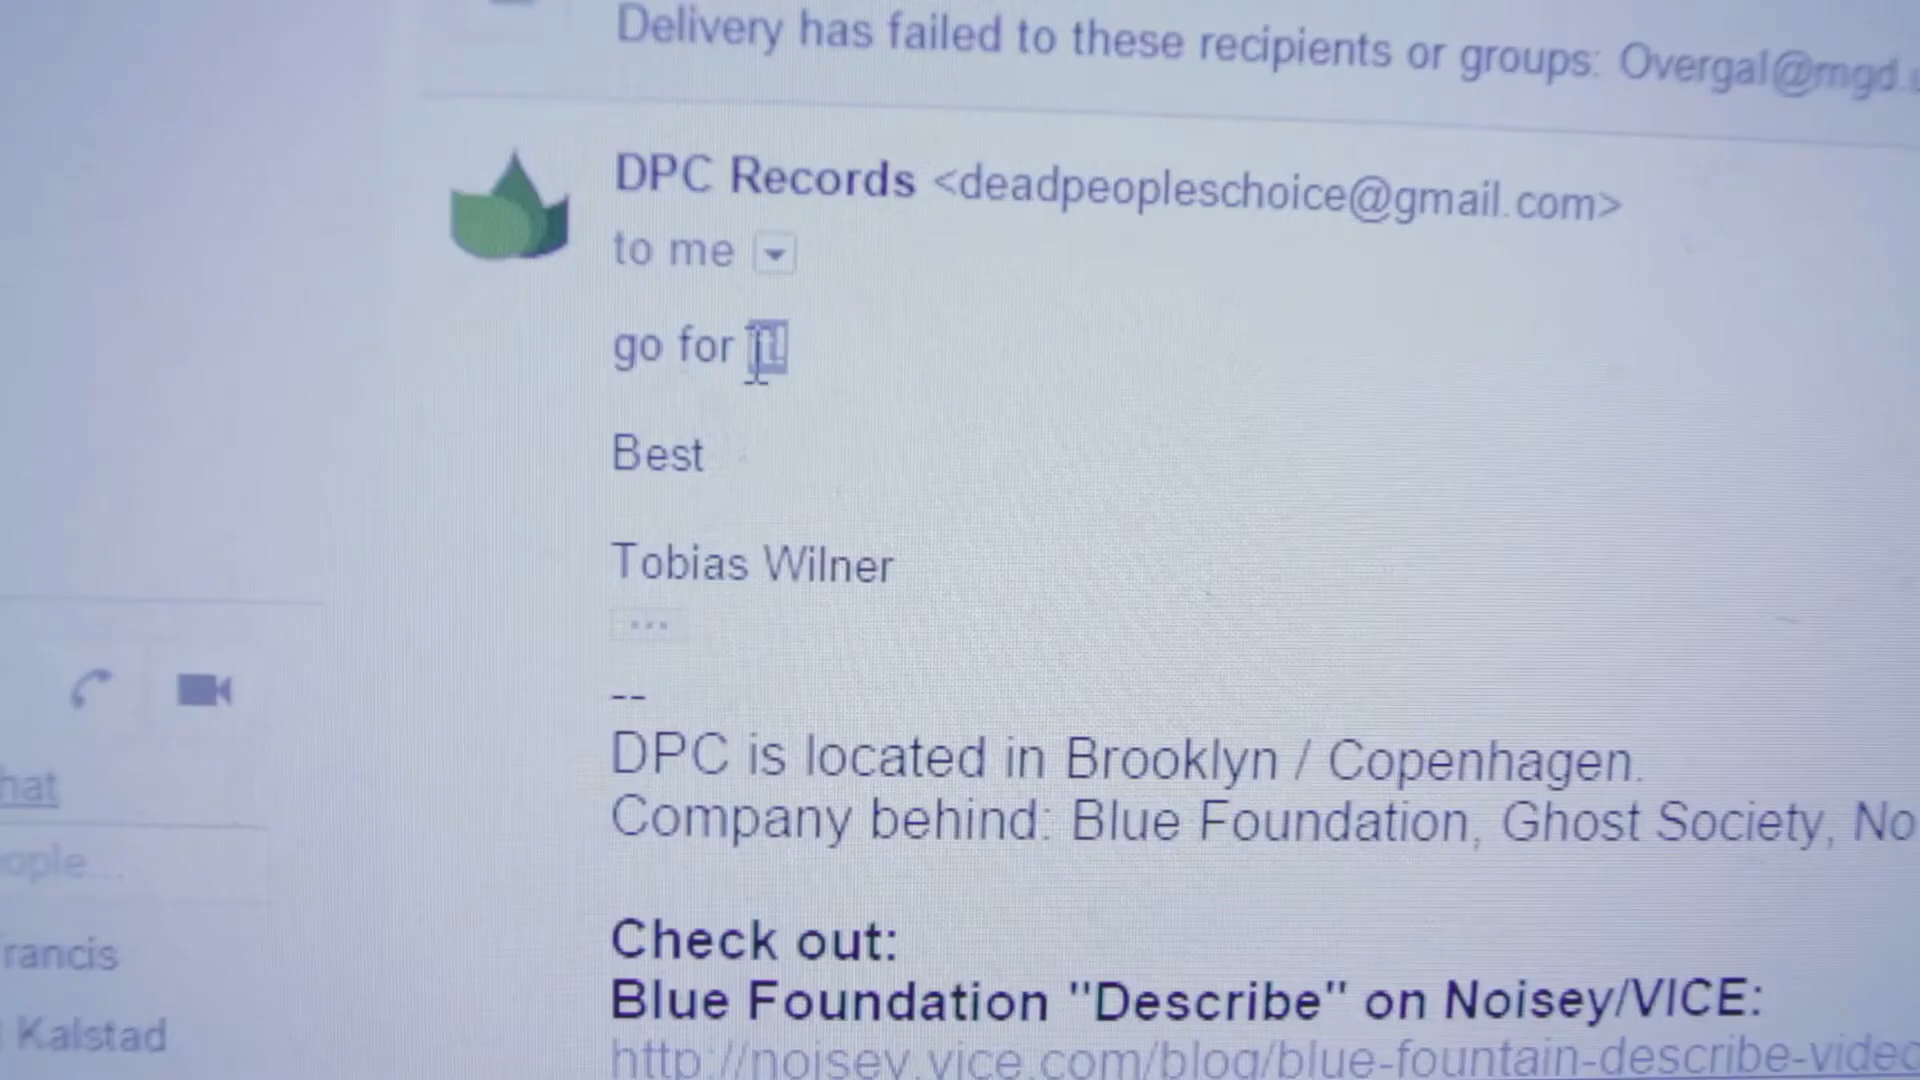 Delivery has failed to these recipients or groups: Overgal@mgd.
DPC Records <deadpeopleschoice@gmail.com>
to me
go for it!
Best
Tobias Wilner
--
DPC is located in Brooklyn / Copenhagen.
Company behind: Blue Foundation, Ghost Society, No
hat
ople...
rancis
Kalstad
Check out:
Blue Foundation "Describe" on Noisey/VICE:
http://noisey.vice.com/blog/blue-fountain-describe-video